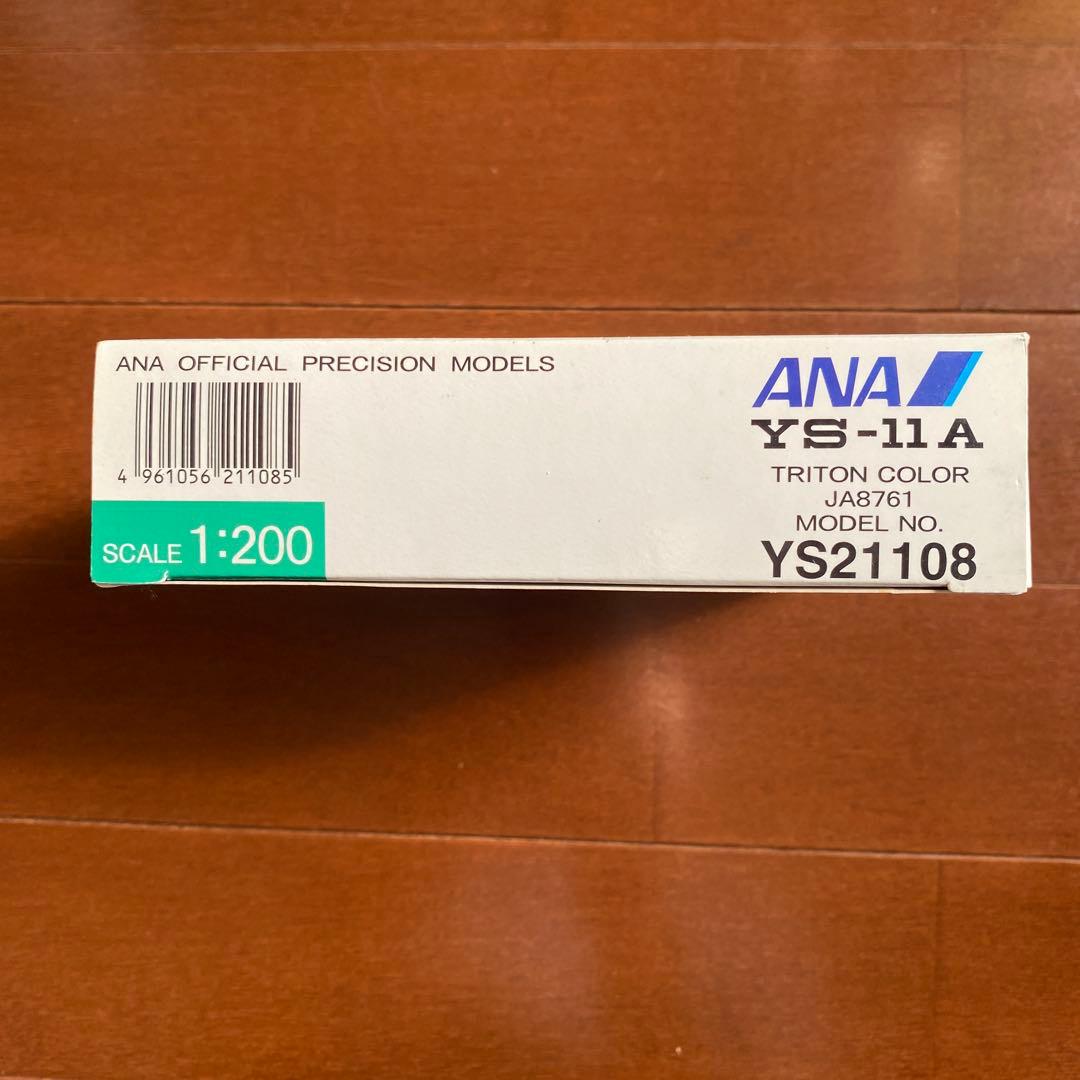 ANA OFFICIAL PRECISION MODELS
4 961056 211085
SCALE 1:200
ANA
YS-11A
TRITON COLOR
JA8761
MODEL NO.
YS21108